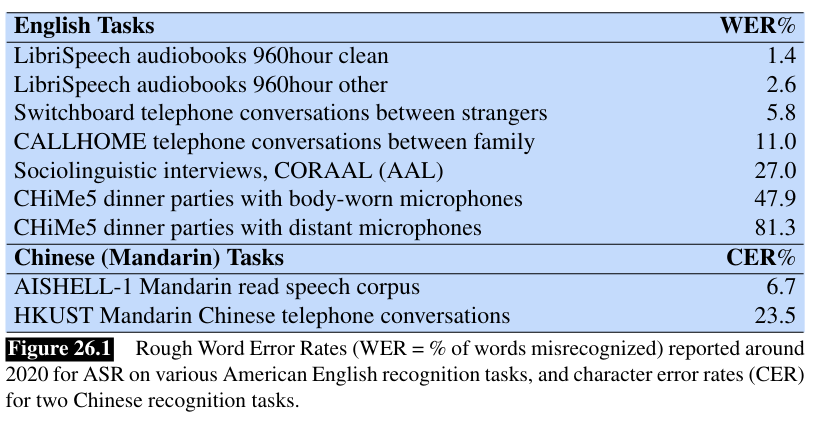 English Tasks WER%
LibriSpeech audiobooks 960hour clean 1.4
LibriSpeech audiobooks 960hour other 2.6
Switchboard telephone conversations between strangers 5.8
CALLHOME telephone conversations between family 11.0
Sociolinguistic interviews, CORAAL (AAL) 27.0
CHiMe5 dinner parties with body-worn microphones 47.9
CHiMe5 dinner parties with distant microphones 81.3
Chinese (Mandarin) Tasks CER%
AISHELL-1 Mandarin read speech corpus 6.7
HKUST Mandarin Chinese telephone conversations 23.5
Figure 26.1 Rough Word Error Rates (WER = % of words misrecognized) reported around
2020 for ASR on various American English recognition tasks, and character error rates (CER)
for two Chinese recognition tasks.